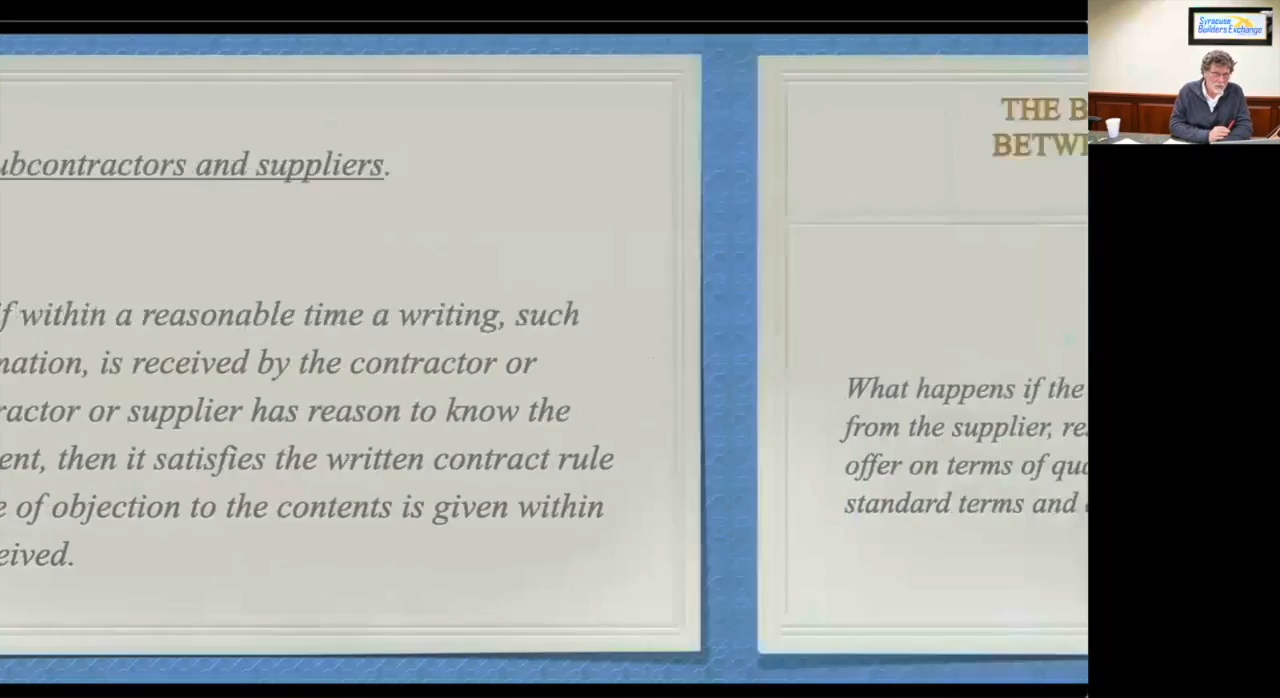 ubcontractors and suppliers.
f within a reasonable time a writing, such
mation, is received by the contractor or
ractor or supplier has reason to know the
ent, then it satisfies the written contract rule
e of objection to the contents is given within
eived.
THE B
BETWE
What happens if the
from the supplier, re
offer on terms of qua
standard terms and
Syracuse
Builders Exchange